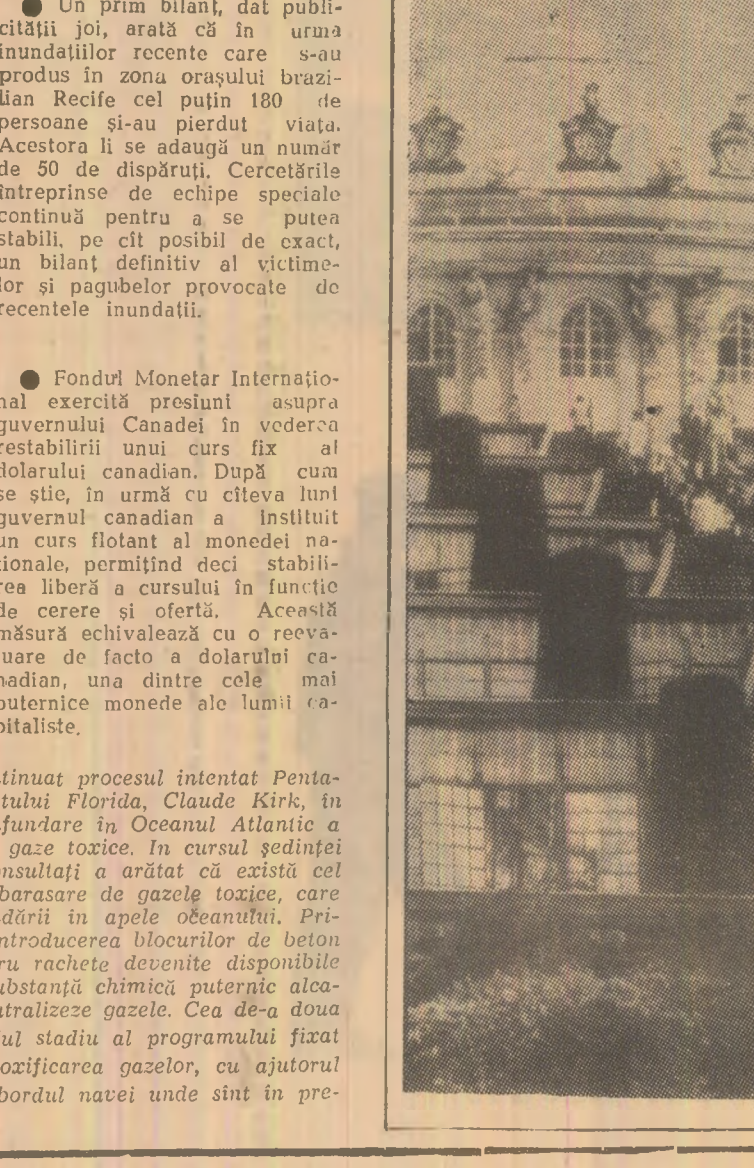 ● Un prim bilanț, dat publi-
cității joi, arată că în urma
inundațiilor recente care s-au
produs în zona orașului brazi-
lian Recife cel puțin 180 de
persoane și-au pierdut viața.
Acestora li se adaugă un număr
de 50 de dispăruți. Cercetările
întreprinse de echipe speciale
continuă pentru a se putea
stabili, pe cît posibil de exact,
un bilanț definitiv al victime-
lor și pagubelor provocate de
recentele inundații.
● Fondul Monetar Internațio-
nal exercită presiuni asupra
guvernului Canadei în vederea
restabilirii unui curs fix al
dolarului canadian. După cum
se știe, în urmă cu cîteva luni
guvernul canadian a instituit
un curs flotant al monedei na-
ționale, permițînd deci stabili-
rea liberă a cursului în funcție
de cerere și ofertă. Această
măsură echivalează cu o reeva-
luare de facto a dolarului ca-
nadian, una dintre cele mai
puternice monede ale lumii ca-
pitaliste.
tinuat procesul intentat Penta-
tului Florida, Claude Kirk, în
fundare în Oceanul Atlantic a
gaze toxice. In cursul ședinței
nsultați a arătat că există cel
barasare de gazele toxice, care
dării in apele oceanului. Pri-
ntroducerea blocurilor de beton
ru rachete devenite disponibile
ubstanță chimică puternic alca-
utralizeze gazele. Cea de-a doua
ul stadiu al programului fixat
oxificarea gazelor, cu ajutorul
bordul navei unde sînt în pre-